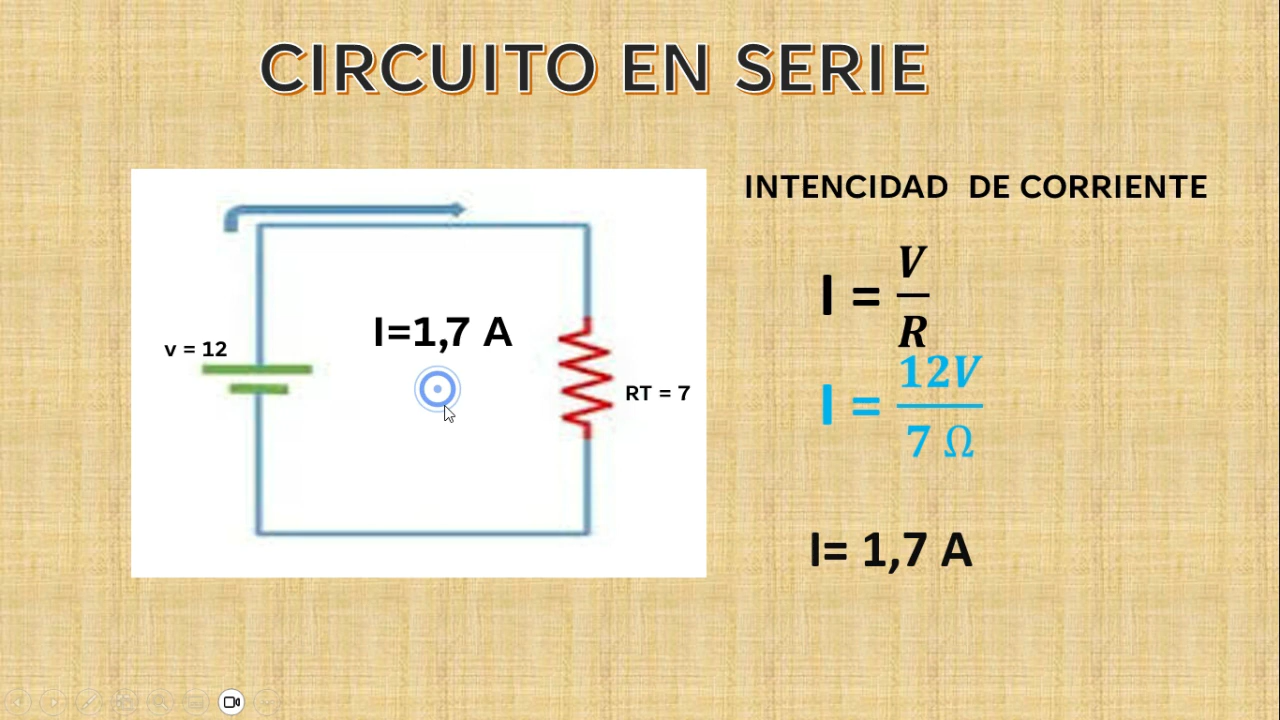 CIRCUITO EN SERIE
INTENCIDAD DE CORRIENTE
I = V/R
I = 12V/7 Ω
I= 1,7 A
v = 12
I=1,7 A
RT = 7